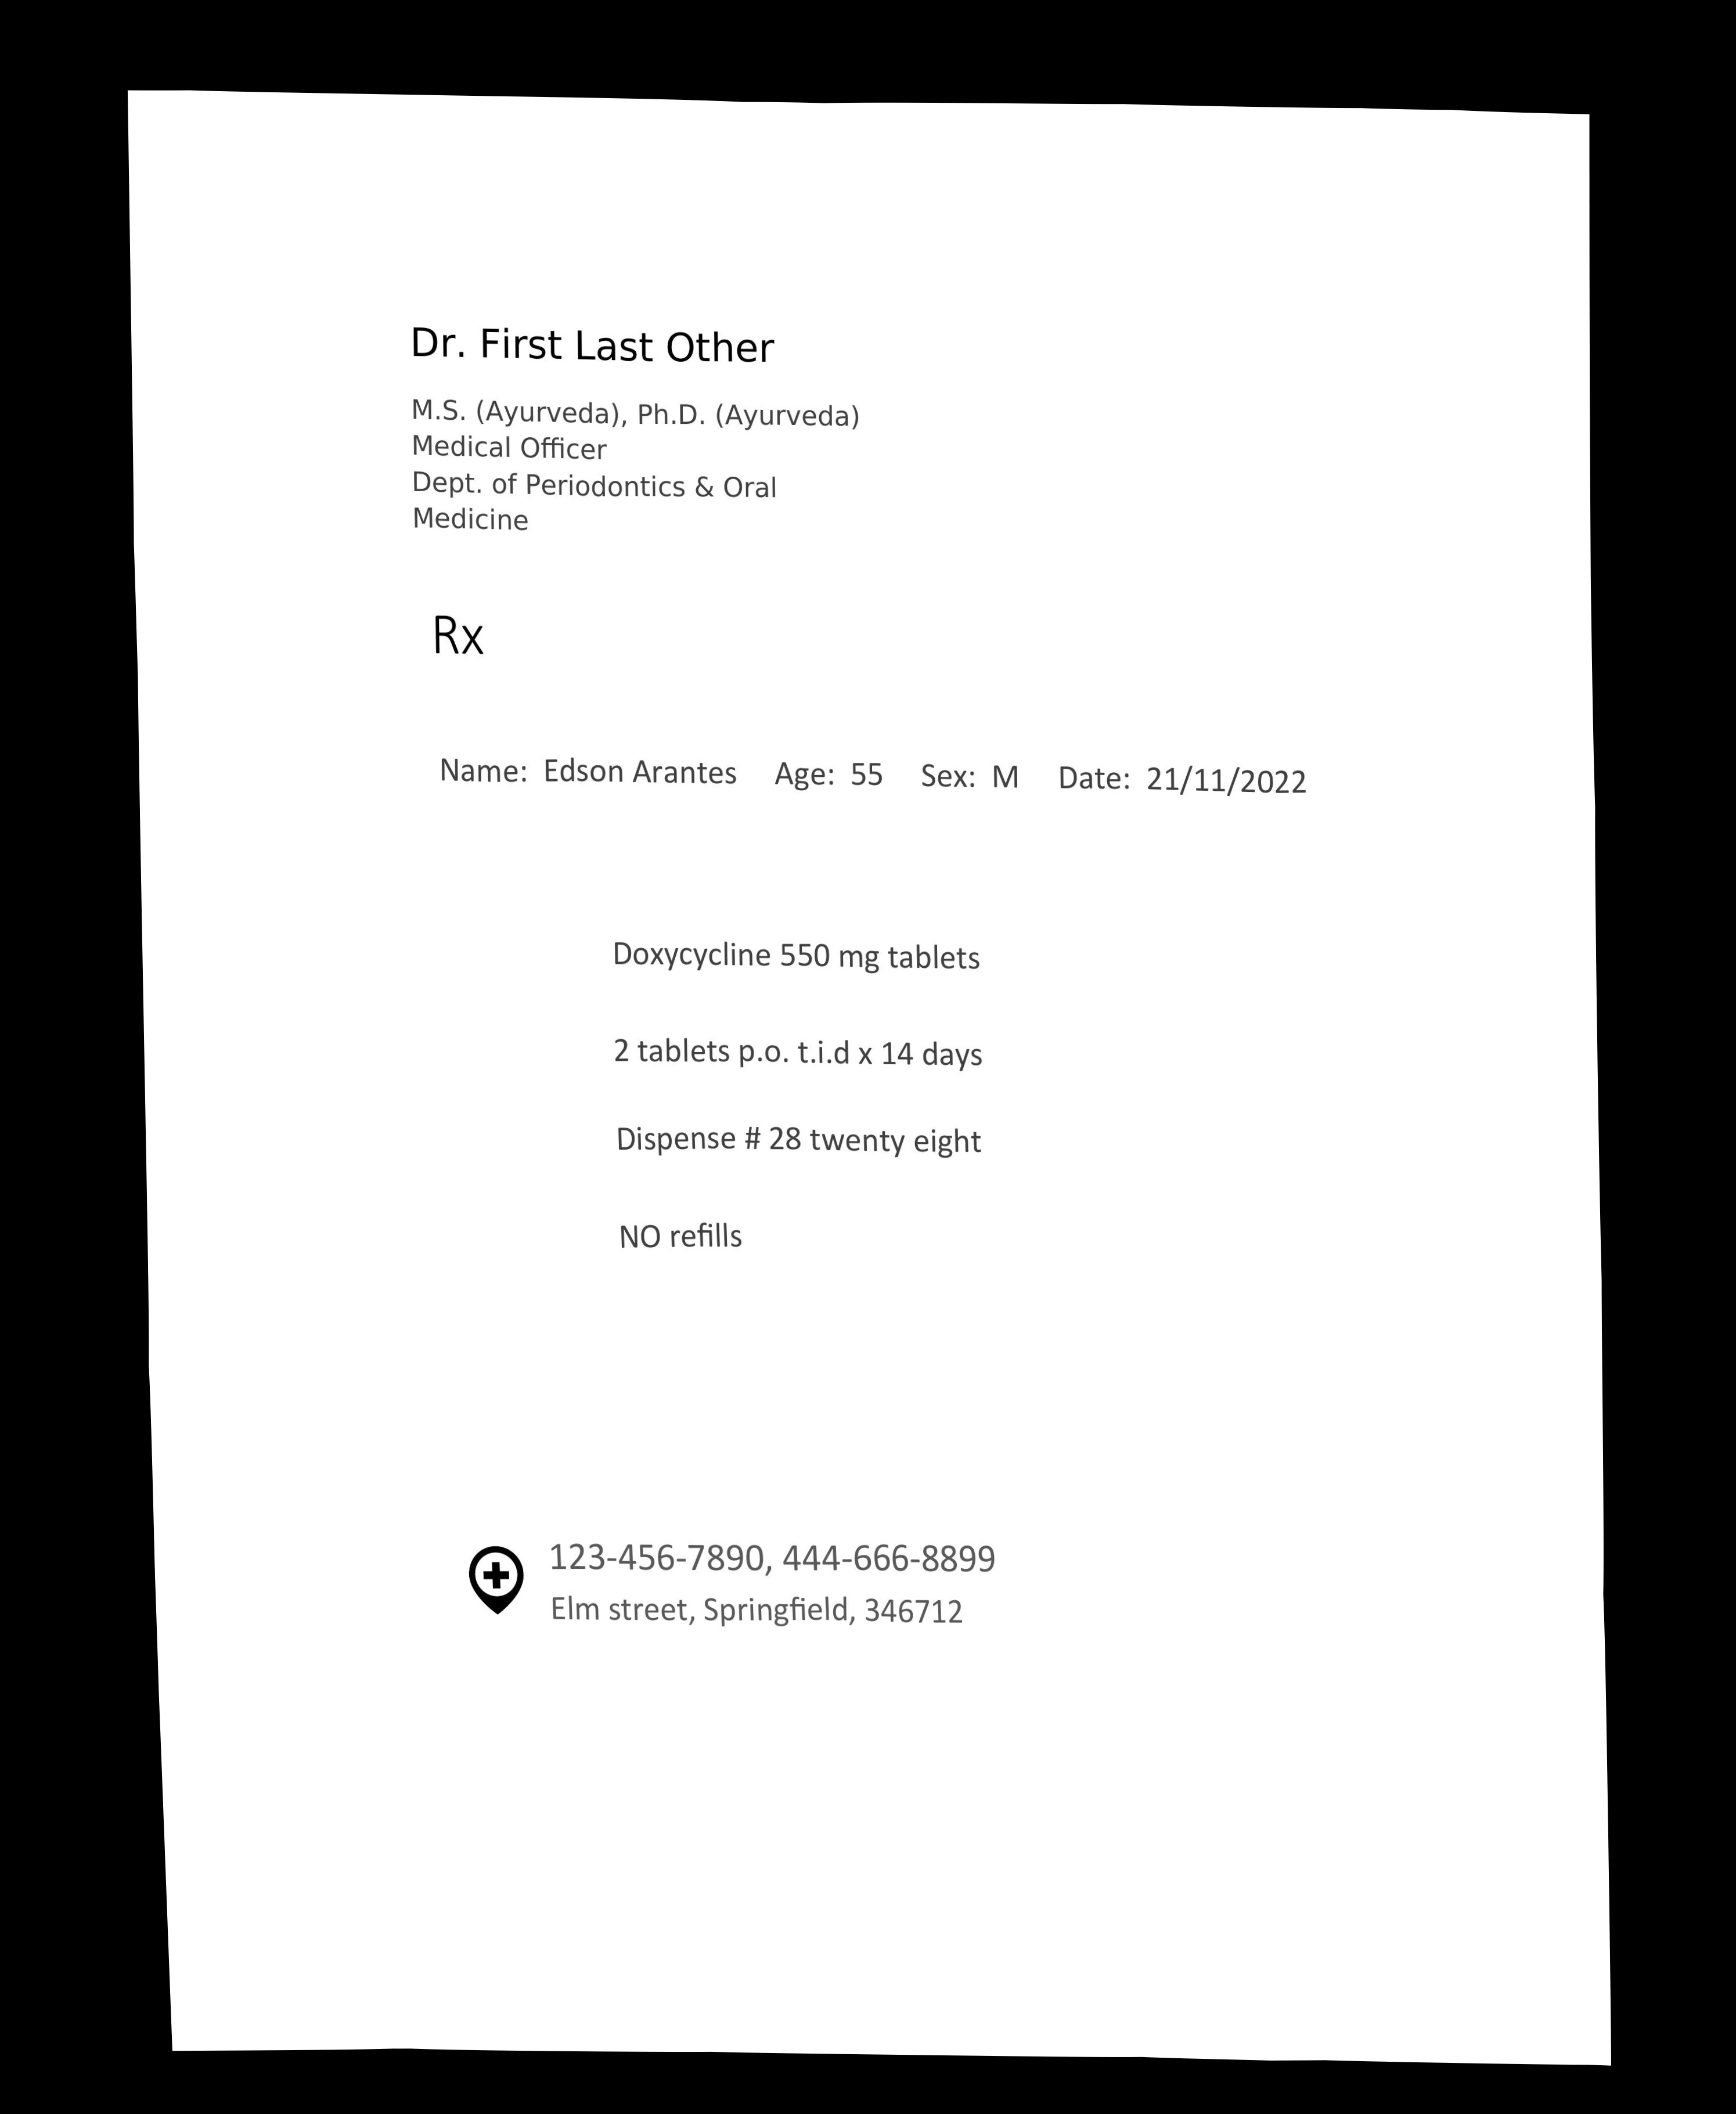 Dr. First Last Other
M.S. (Ayurveda), Ph.D. (Ayurveda)
Medical Officer
Dept. of Periodontics & Oral
Medicine
Rx
Name: Edson Arantes Age: 55 Sex: M Date: 21/11/2022
Doxycycline 550 mg tablets
2 tablets p.o. t.i.d x 14 days
Dispense # 28 twenty eight
NO refills
123-456-7890, 444-666-8899
Elm street, Springfield, 346712